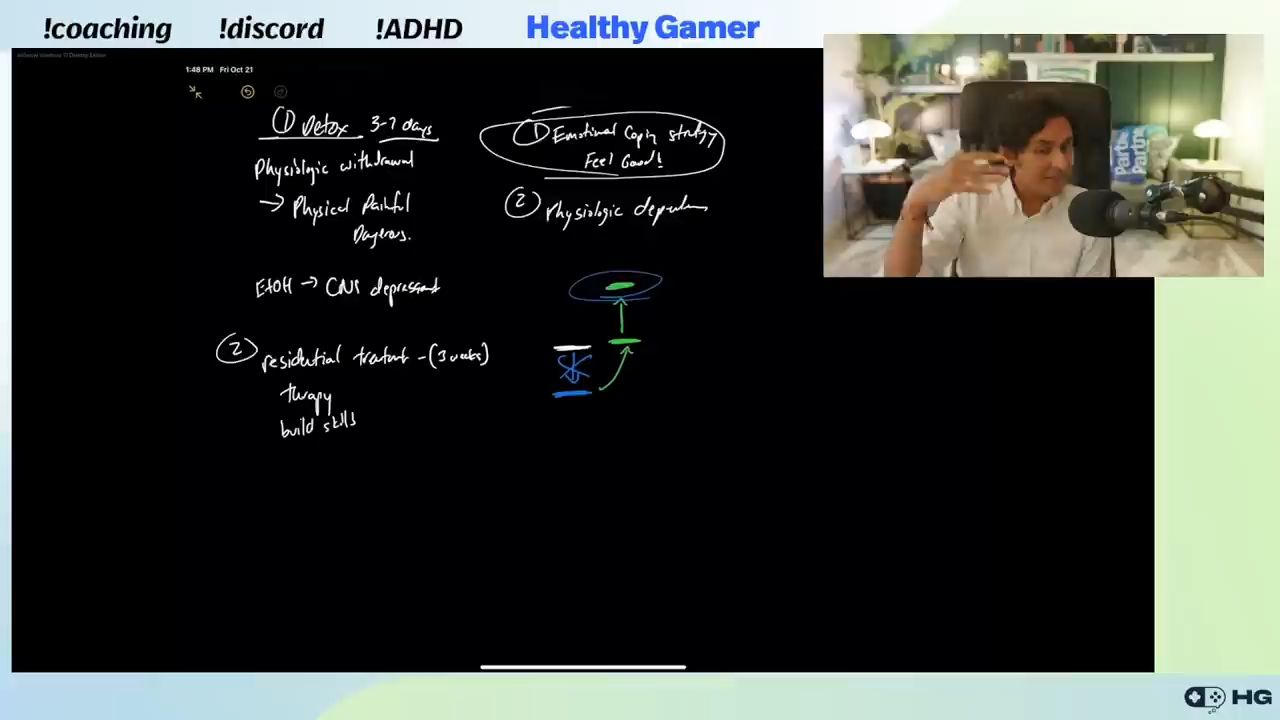 !coaching !discord !ADHD Healthy Gamer
1:48 PM Fri Oct 21
① Detox 3-7 days
Physiologic withdrawal
→ Physical Painful
Dangerous.
EtOH → CNS depressant
② residential treatment - (3 weeks)
therapy
build skills
① Emotional Coping strategy
Feel Good!
② physiologic
Partne
Partne
HG